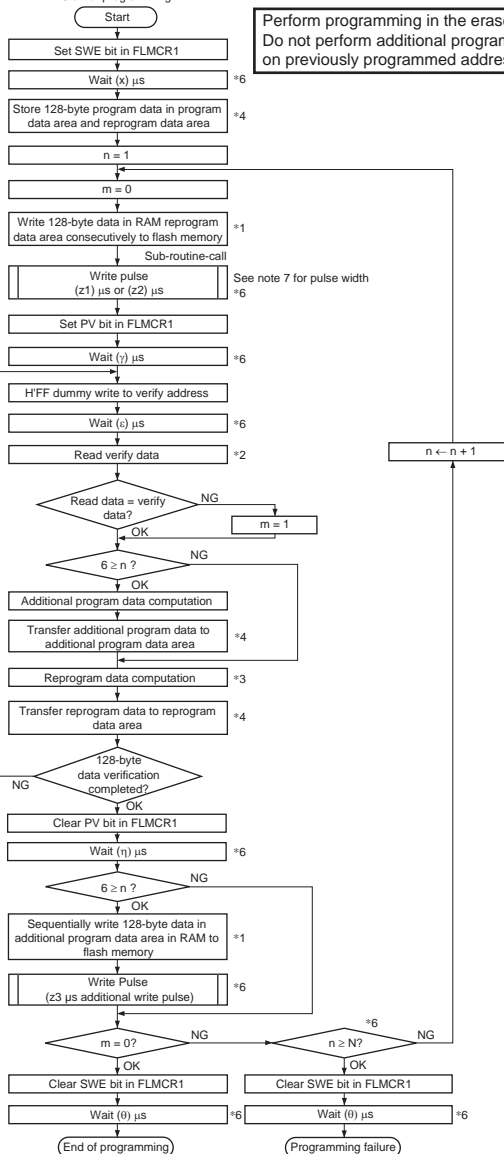 Start
Perform programming in the erase
Do not perform additional program
on previously programmed addre
Set SWE bit in FLMCR1
Wait (x) μs
*6
Store 128-byte program data in program
data area and reprogram data area
*4
n = 1
m = 0
Write 128-byte data in RAM reprogram
data area consecutively to flash memory
*1
Sub-routine-call
Write pulse
(z1) μs or (z2) μs
See note 7 for pulse width
*6
Set PV bit in FLMCR1
Wait (γ) μs
*6
H'FF dummy write to verify address
Wait (ε) μs
*6
Read verify data
*2
n ← n + 1
Read data = verify
data?
NG
m = 1
OK
6 ≥ n ?
NG
OK
Additional program data computation
Transfer additional program data to
additional program data area
*4
Reprogram data computation
*3
Transfer reprogram data to reprogram
data area
*4
128-byte
data verification
completed?
NG
OK
Clear PV bit in FLMCR1
Wait (η) μs
*6
6 ≥ n ?
NG
OK
Sequentially write 128-byte data in
additional program data area in RAM to
flash memory
*1
Write Pulse
(z3 μs additional write pulse)
*6
m = 0?
NG
*6
n ≥ N?
NG
OK
OK
Clear SWE bit in FLMCR1
Clear SWE bit in FLMCR1
Wait (θ) μs
*6
Wait (θ) μs
*6
End of programming
Programming failure